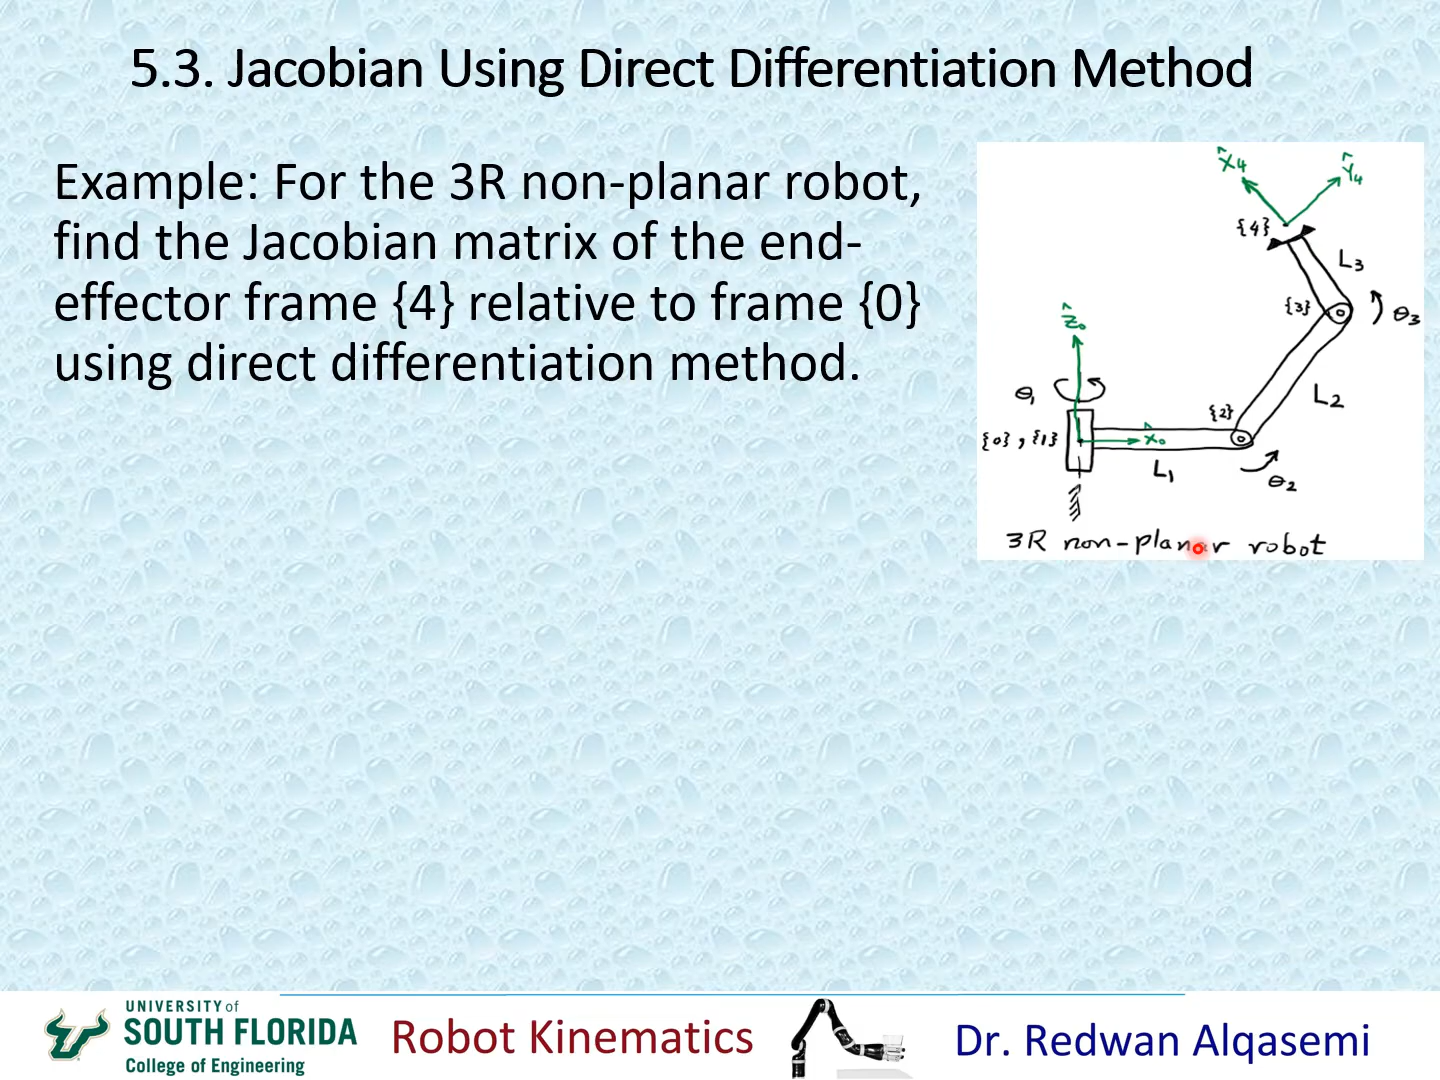 5.3. Jacobian Using Direct Differentiation Method
Example: For the 3R non-planar robot,
find the Jacobian matrix of the end-
effector frame {4} relative to frame {0}
using direct differentiation method.
X̂4
Ŷ4
{4}
L3
{3}
θ3
Ẑ0
θ1
L2
{2}
{0}, {1}
X̂0
L1
θ2
3R non-planar robot
UNIVERSITY of
SOUTH FLORIDA
College of Engineering
Robot Kinematics
Dr. Redwan Alqasemi